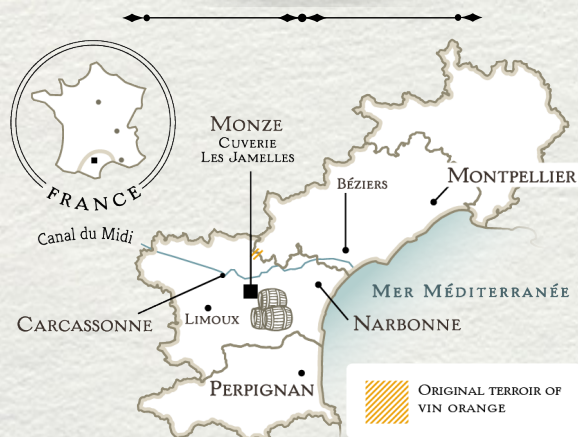 FRANCE
Canal du Midi
MONZE
CUVERIE
LES JAMELLES
BÉZIERS
MONTPELLIER
MER MÉDITERRANÉE
CARCASSONNE
LIMOUX
NARBONNE
PERPIGNAN
ORIGINAL TERROIR OF
VIN ORANGE